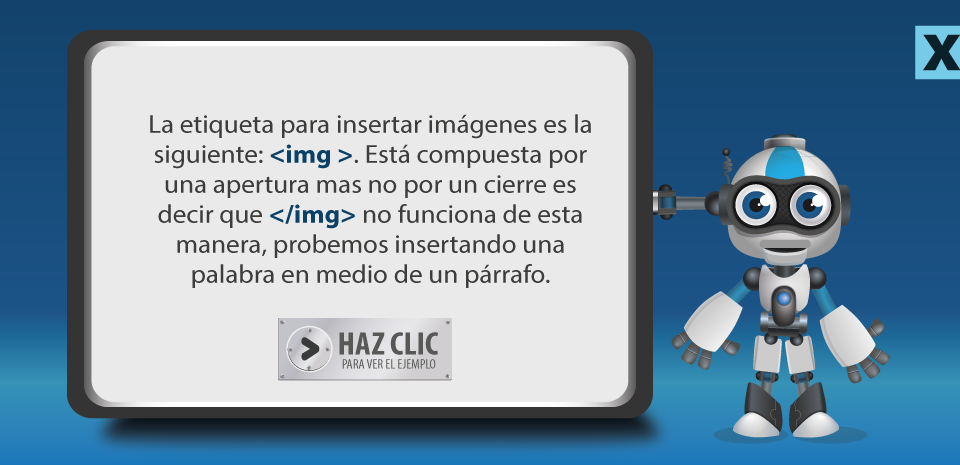 X
La etiqueta para insertar imágenes es la
siguiente: <img >. Está compuesta por
una apertura mas no por un cierre es
decir que </img> no funciona de esta
manera, probemos insertando una
palabra en medio de un párrafo.
HAZ CLIC
PARA VER EL EJEMPLO